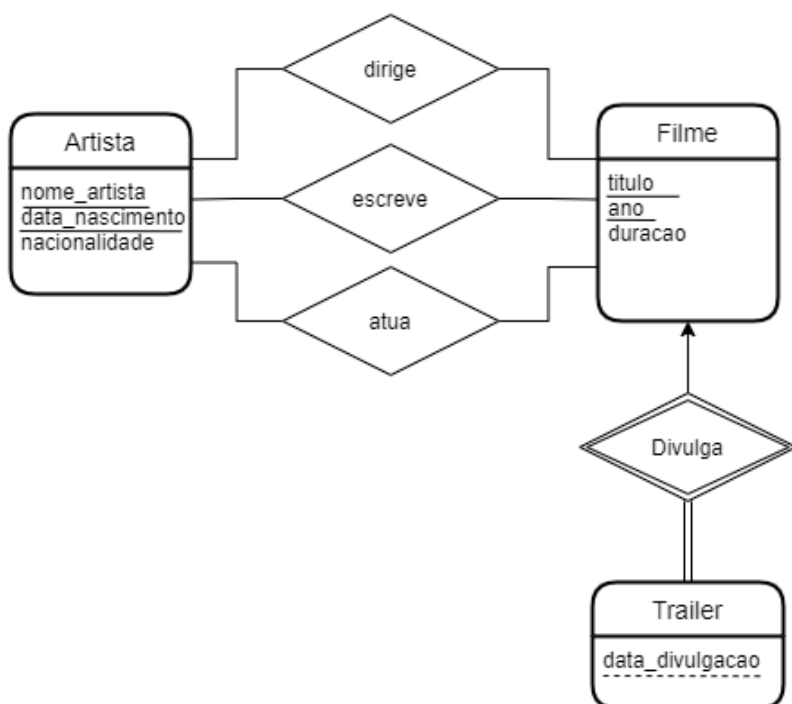 dirige
Artista
nome_artista
data_nascimento
nacionalidade
escreve
atua
Filme
titulo
ano
duracao
Divulga
Trailer
data_divulgacao